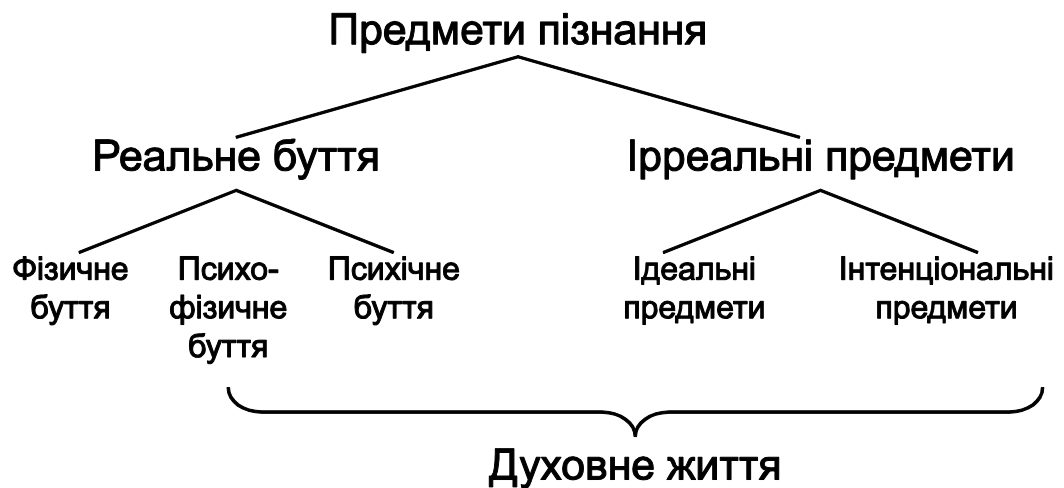 Предмети пізнання
Реальне буття
Ірреальні предмети
Фізичне
буття
Психо-
фізичне
буття
Психічне
буття
Ідеальні
предмети
Інтенціональні
предмети
Духовне життя